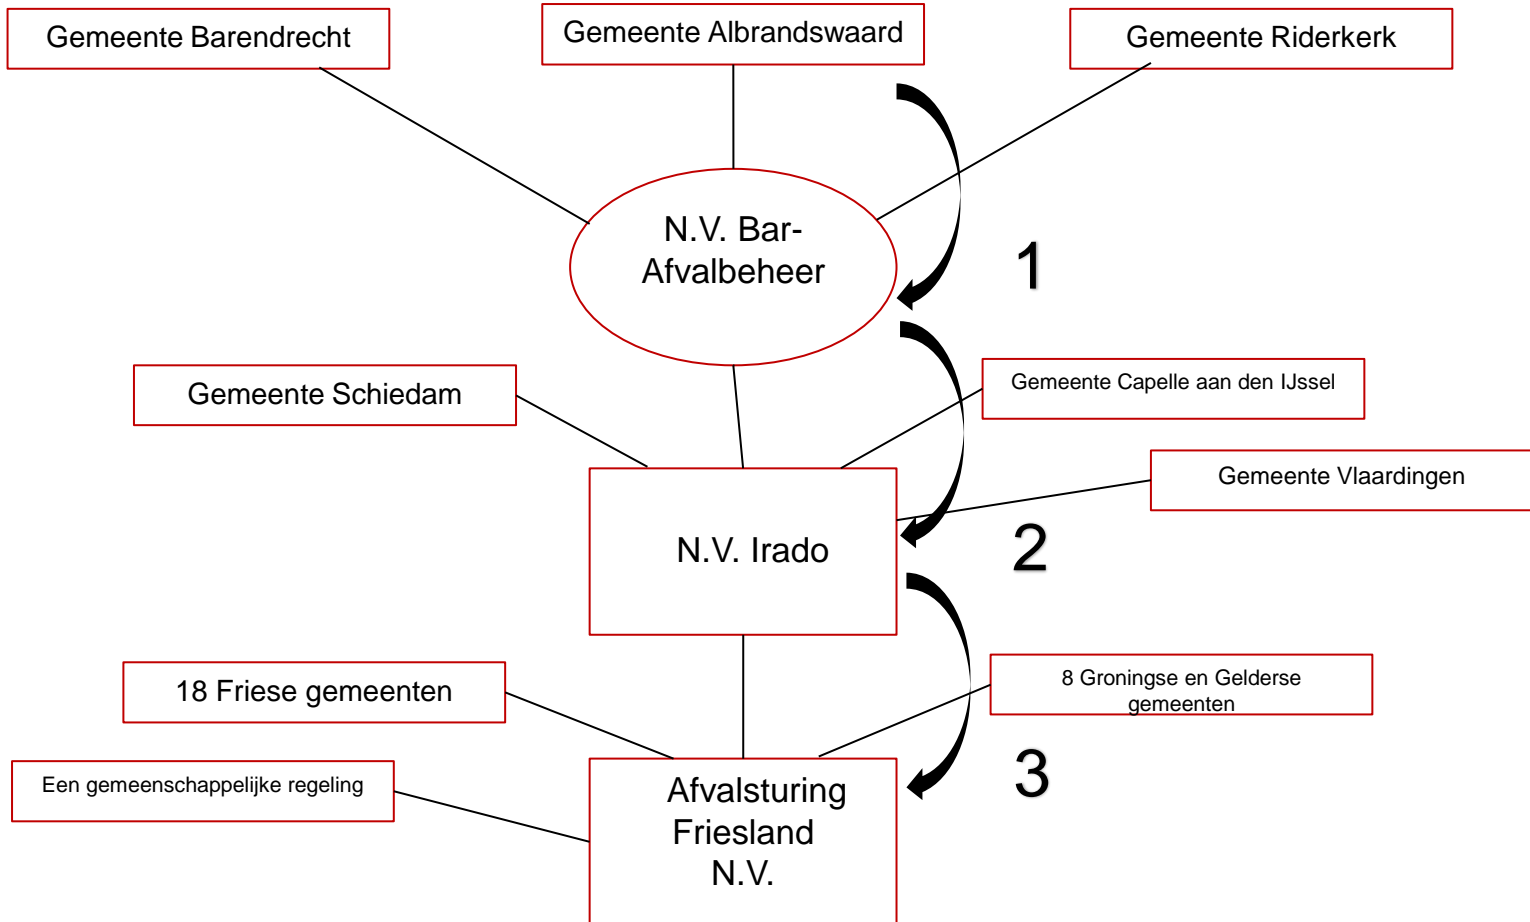 Gemeente Barendrecht
Gemeente Albrandswaard
Gemeente Riderkerk
N.V. Bar-
Afvalbeheer
1
Gemeente Schiedam
Gemeente Capelle aan den IJssel
Gemeente Vlaardingen
N.V. Irado
2
18 Friese gemeenten
8 Groningse en Gelderse
gemeenten
Een gemeenschappelijke regeling
Afvalsturing
Friesland
N.V.
3